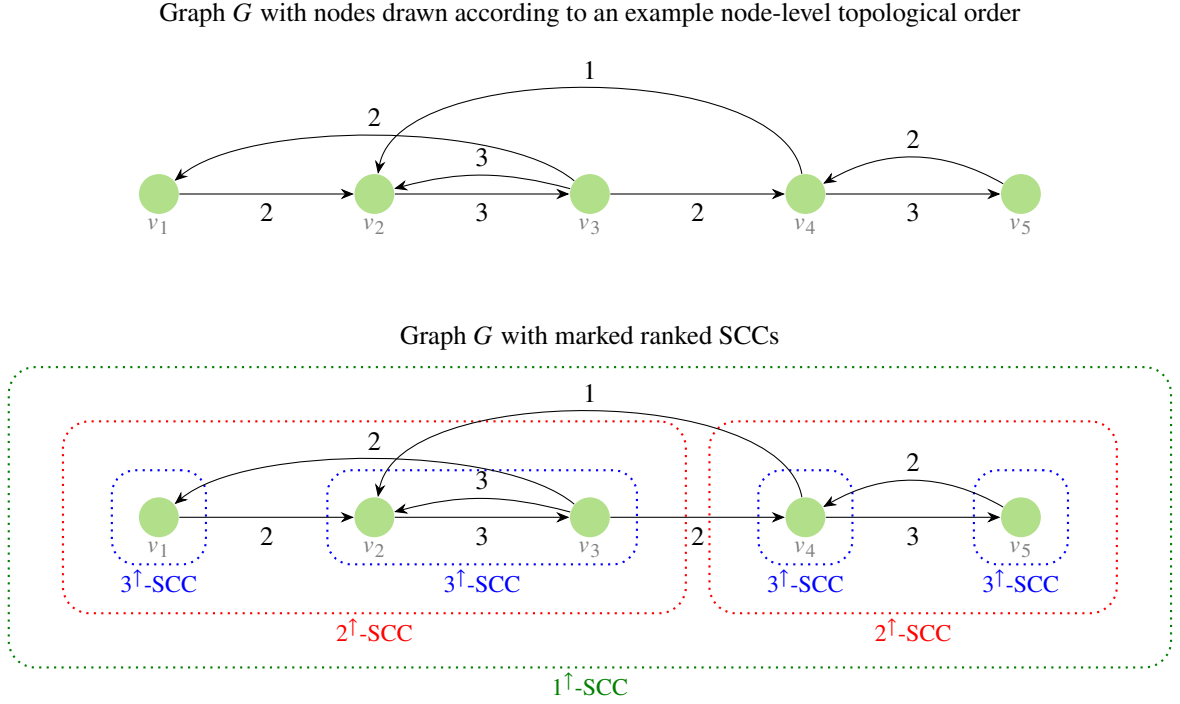 Graph G with nodes drawn according to an example node-level topological order
1
2
3
2
2
3
2
3
v1 v2 v3 v4 v5
Graph G with marked ranked SCCs
1
2
3
2
2
3
2
3
v1 v2 v3 v4 v5
3↑-SCC 3↑-SCC 3↑-SCC 3↑-SCC
2↑-SCC 2↑-SCC
1↑-SCC